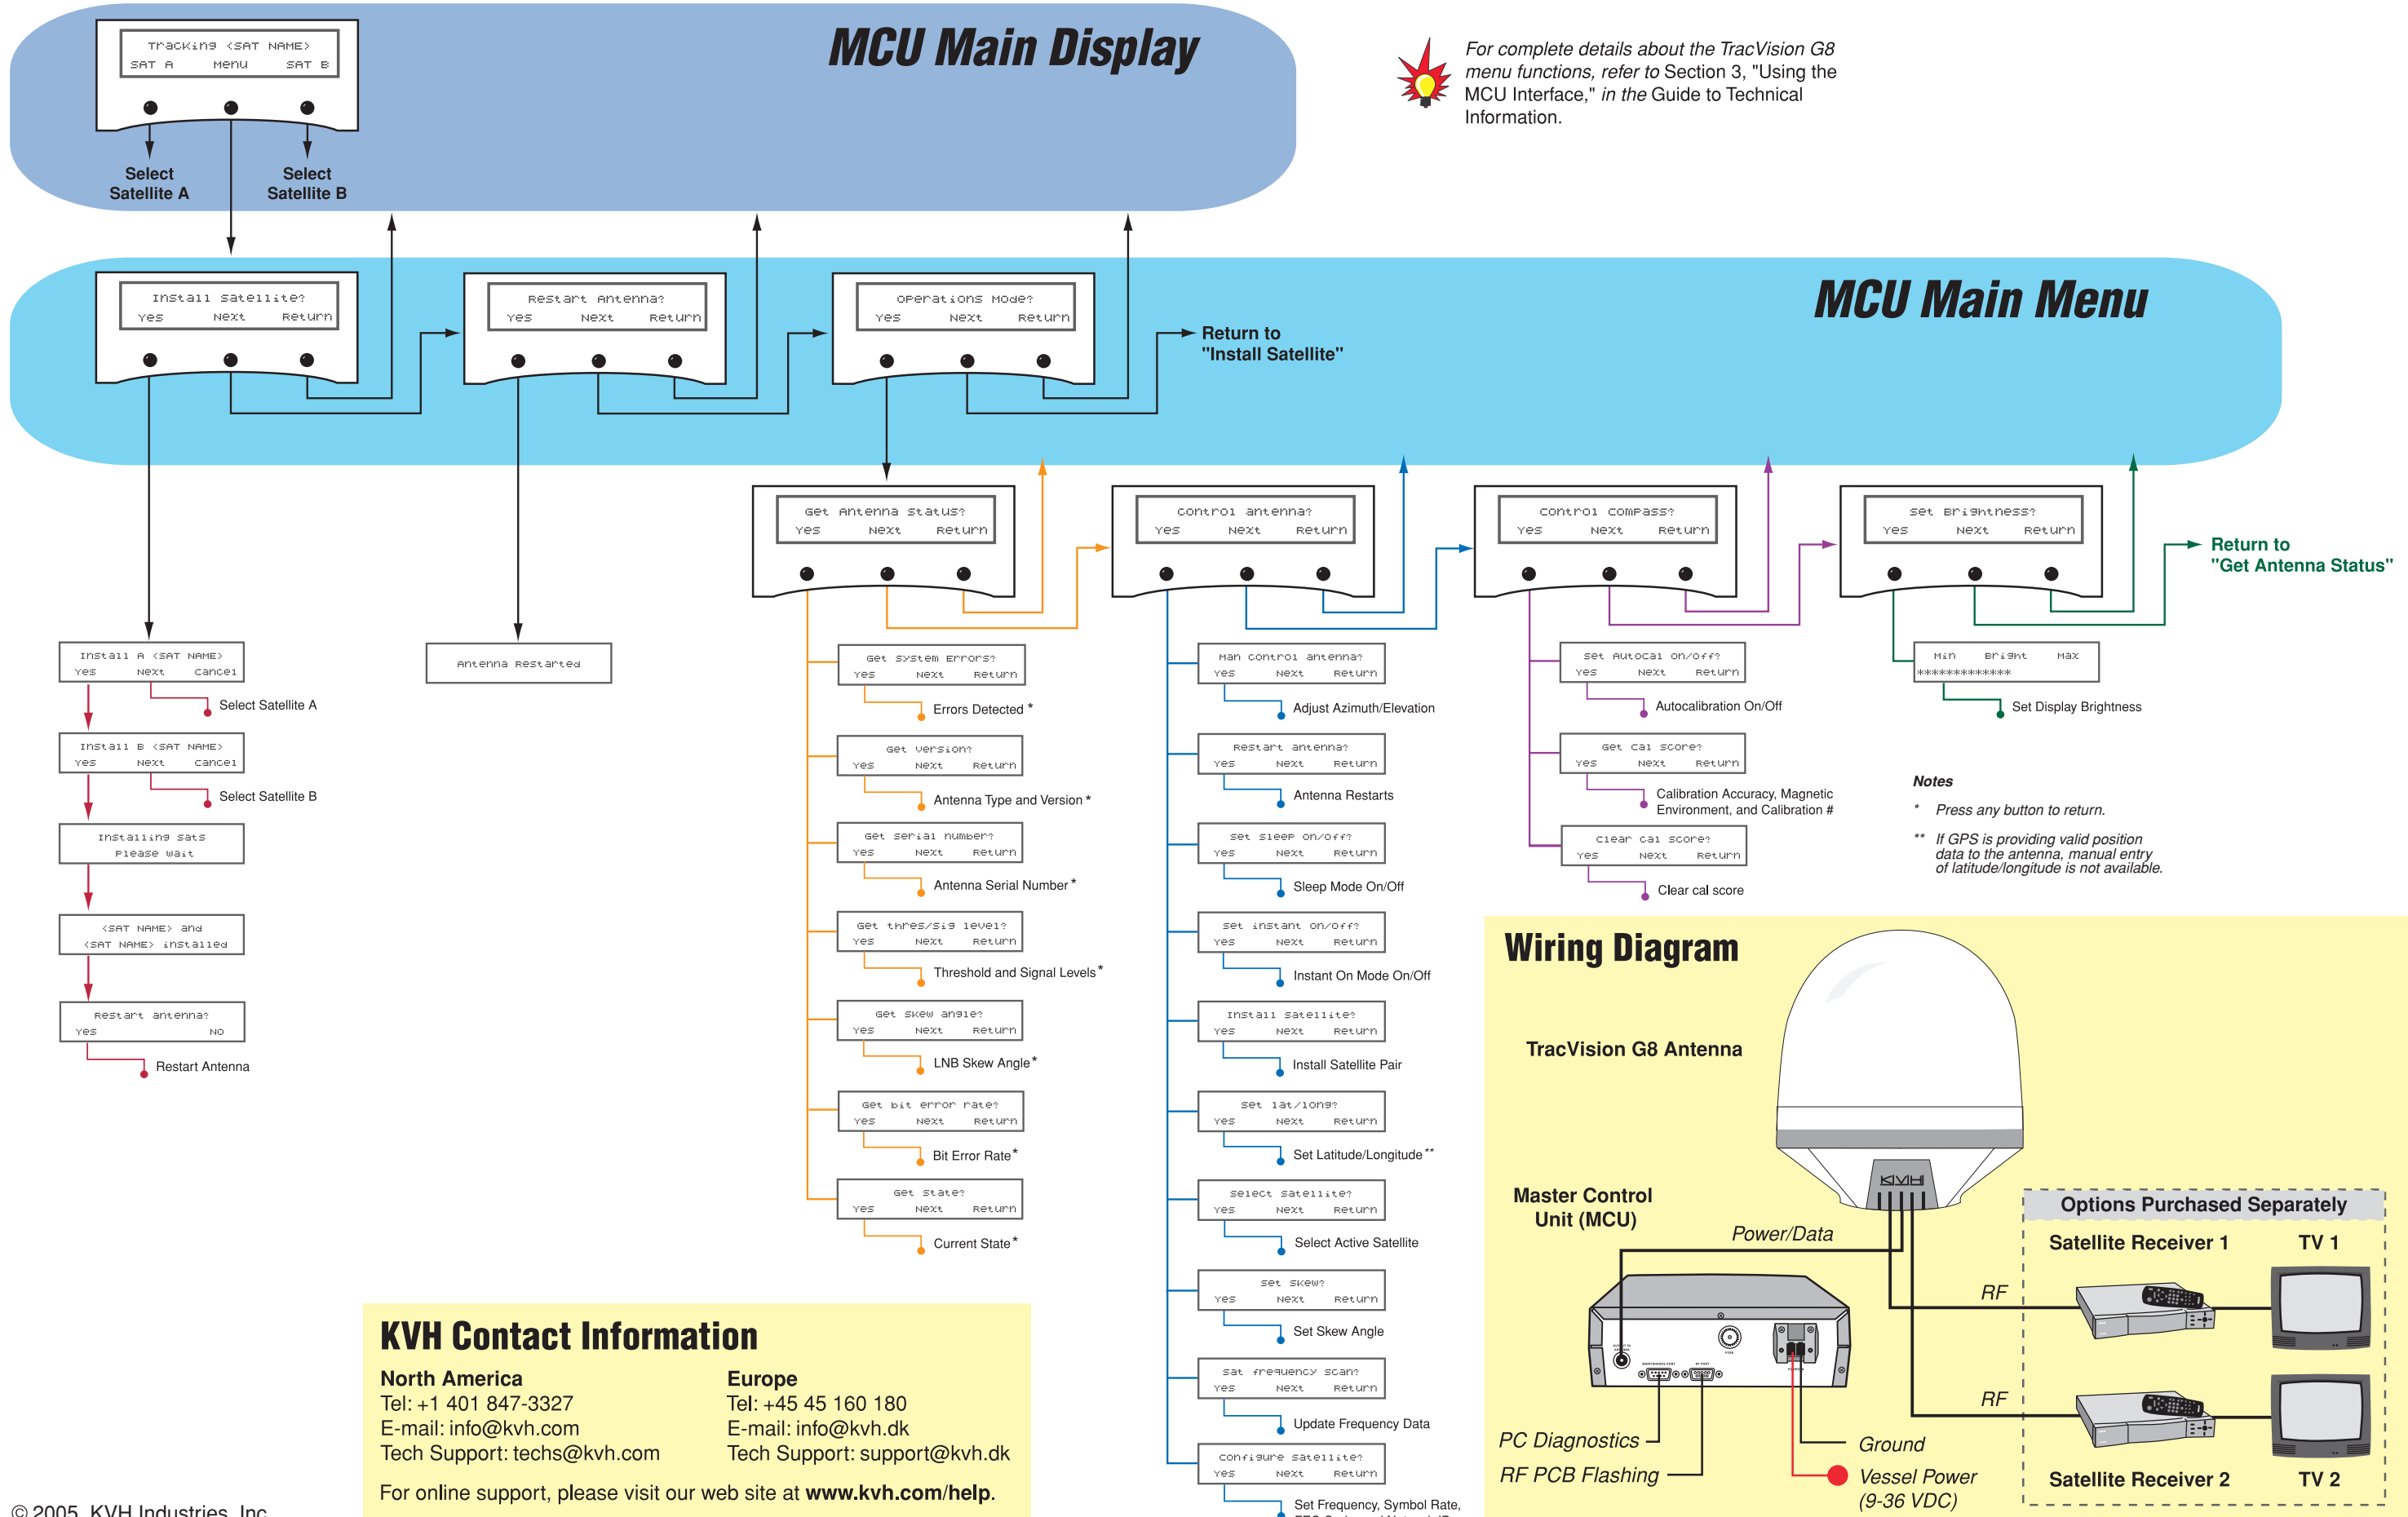 MCU Main Display
Tracking <SAT NAME>
SAT A Menu SAT B
Select
Satellite A
Select
Satellite B
For complete details about the TracVision G8
menu functions, refer to Section 3, "Using the
MCU Interface," in the Guide to Technical
Information.
MCU Main Menu
Install Satellite?
Yes Next Return
Restart Antenna?
Yes Next Return
Operations Mode?
Yes Next Return
Return to
"Install Satellite"
Get Antenna Status?
Yes Next Return
Control antenna?
Yes Next Return
Control Compass?
Yes Next Return
Set Brightness?
Yes Next Return
Return to
"Get Antenna Status"
Install A <SAT NAME>
Yes Next Cancel
Select Satellite A
Install B <SAT NAME>
Yes Next Cancel
Select Satellite B
Installing Sats
Please Wait
<SAT NAME> and
<SAT NAME> installed
Restart antenna?
Yes No
Restart Antenna
Antenna Restarted
Get System Errors?
Yes Next Return
Errors Detected *
Get Version?
Yes Next Return
Antenna Type and Version *
Get serial number?
Yes Next Return
Antenna Serial Number *
Get thres/sig level?
Yes Next Return
Threshold and Signal Levels *
Get skew angle?
Yes Next Return
LNB Skew Angle *
Get bit error rate?
Yes Next Return
Bit Error Rate *
Get State?
Yes Next Return
Current State *
Man Control antenna?
Yes Next Return
Adjust Azimuth/Elevation
Restart antenna?
Yes Next Return
Antenna Restarts
Set Sleep On/Off?
Yes Next Return
Sleep Mode On/Off
Set instant on/off?
Yes Next Return
Instant On Mode On/Off
Install Satellite?
Yes Next Return
Install Satellite Pair
Set lat/long?
Yes Next Return
Set Latitude/Longitude **
Select Satellite?
Yes Next Return
Select Active Satellite
Set Skew?
Yes Next Return
Set Skew Angle
Sat frequency scan?
Yes Next Return
Update Frequency Data
Configure Satellite?
Yes Next Return
Set Frequency, Symbol Rate,
Set Autocal On/Off?
Yes Next Return
Autocalibration On/Off
Get Cal Score?
Yes Next Return
Calibration Accuracy, Magnetic
Environment, and Calibration #
Clear Cal Score?
Yes Next Return
Clear cal score
Min Bright Max
*************
Set Display Brightness
Notes
* Press any button to return.
** If GPS is providing valid position
data to the antenna, manual entry
of latitude/longitude is not available.
Wiring Diagram
TracVision G8 Antenna
KVH
Master Control
Unit (MCU)
Power/Data
Options Purchased Separately
Satellite Receiver 1 TV 1
RF
RF
Satellite Receiver 2 TV 2
PC Diagnostics
RF PCB Flashing
Ground
Vessel Power
(9-36 VDC)
KVH Contact Information
North America
Tel: +1 401 847-3327
E-mail: info@kvh.com
Tech Support: techs@kvh.com
Europe
Tel: +45 45 160 180
E-mail: info@kvh.dk
Tech Support: support@kvh.dk
For online support, please visit our web site at www.kvh.com/help.
© 2005, KVH Industries, Inc.